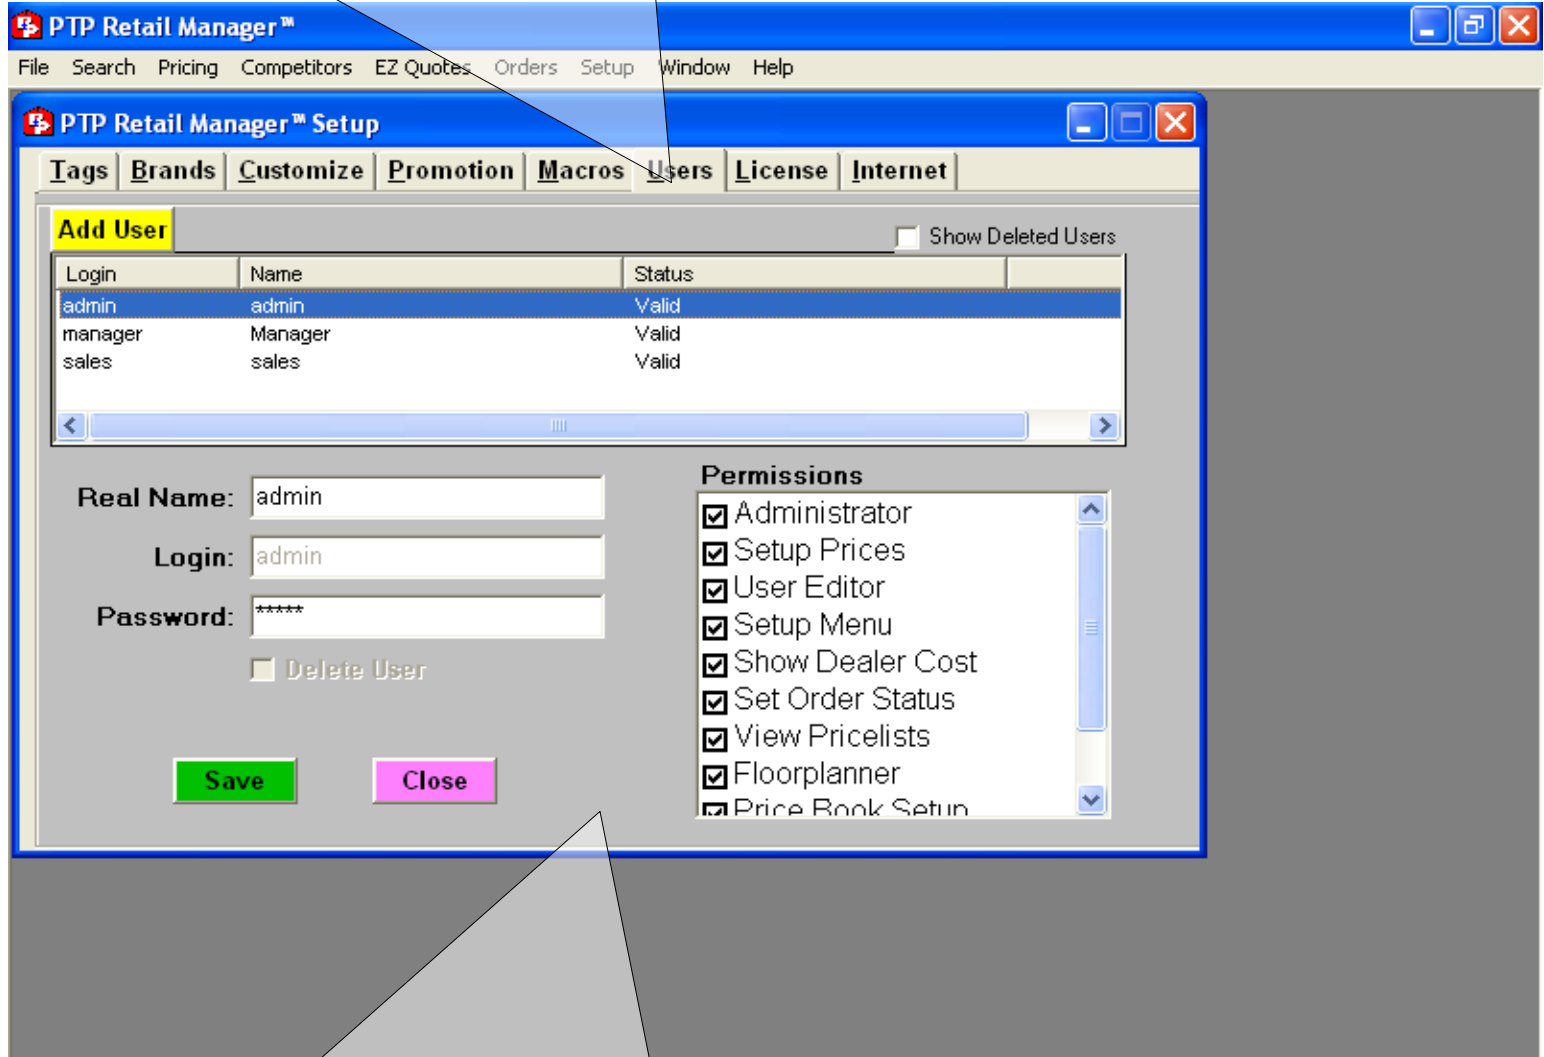 PTP Retail Manager™
File Search Pricing Competitors EZ Quotes Orders Setup Window Help
PTP Retail Manager™ Setup
Tags Brands Customize Promotion Macros Users License Internet
Add User
Show Deleted Users
Login Name Status
admin admin Valid
manager Manager Valid
sales sales Valid
Real Name: admin
Login: admin
Password: *****
Delete User
Save Close
Permissions
Administrator
Setup Prices
User Editor
Setup Menu
Show Dealer Cost
Set Order Status
View Pricelists
Floorplanner
Price Book Setup